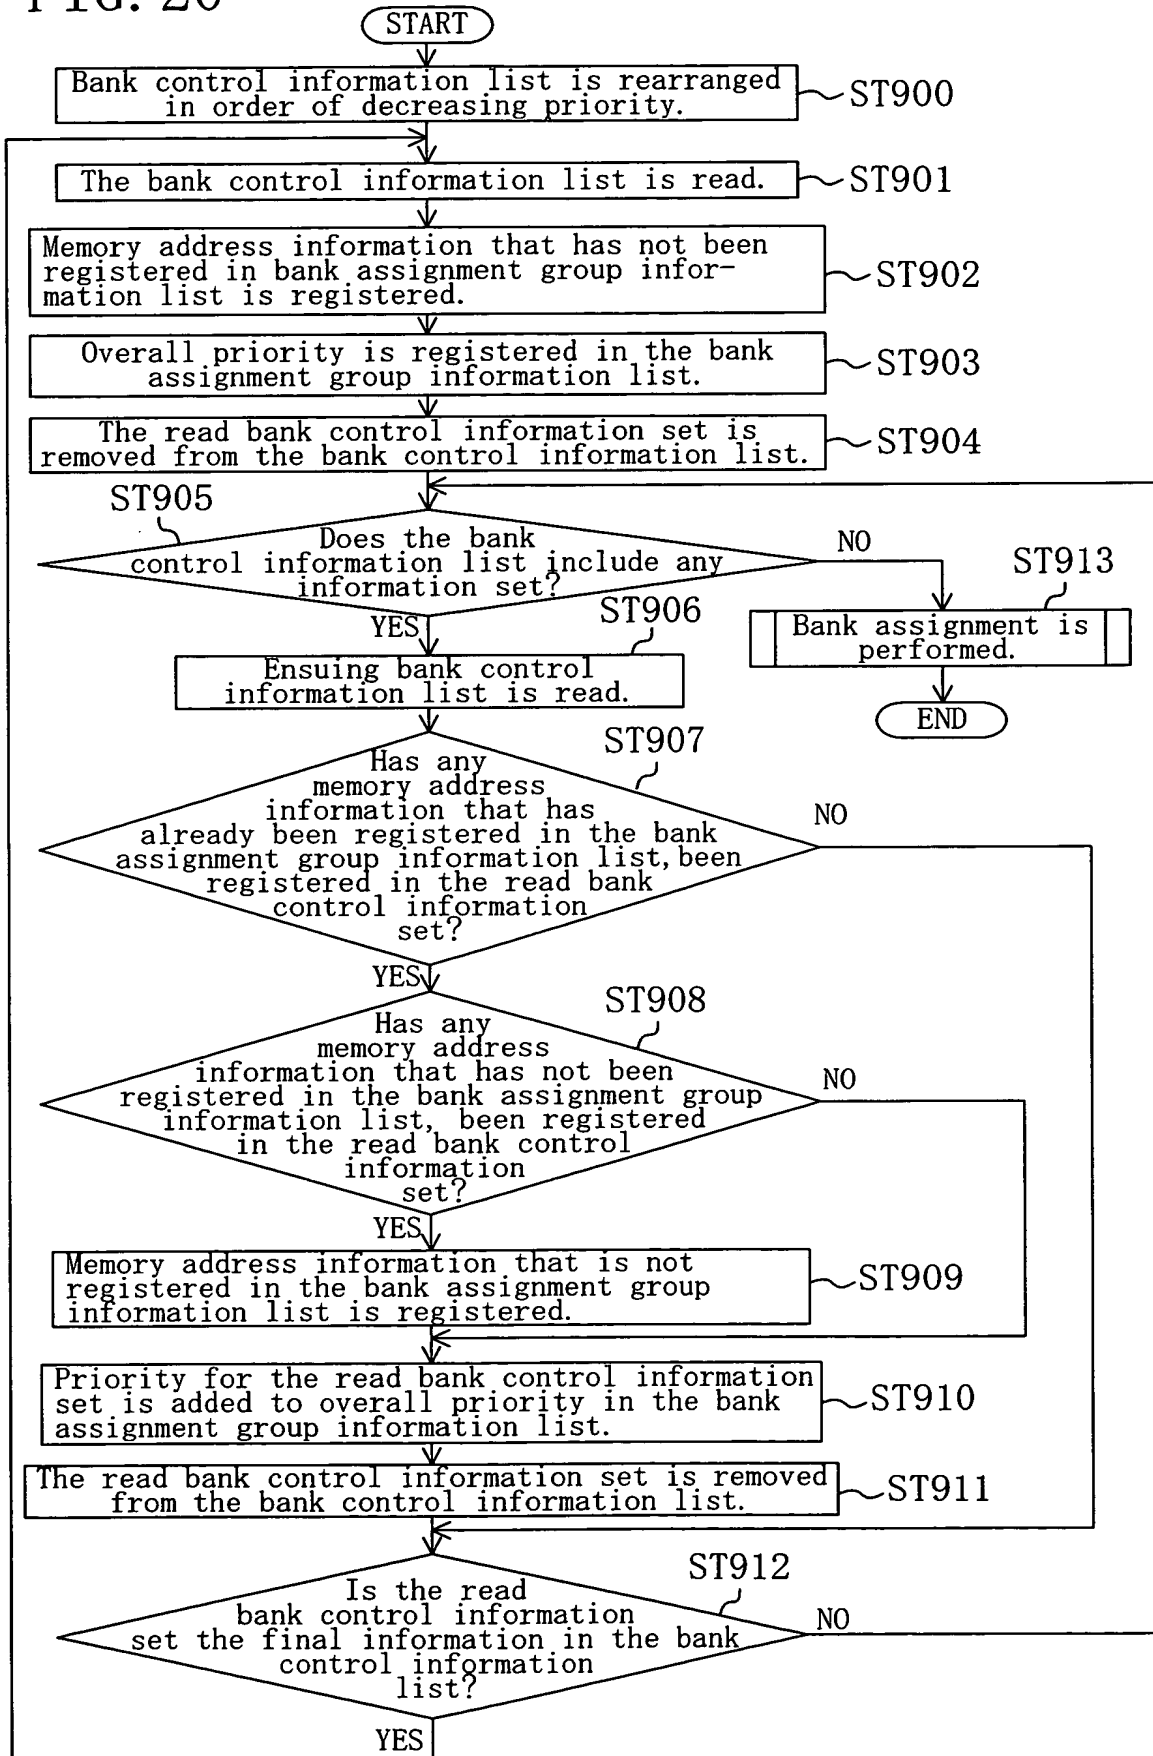 FIG. 20
START
Bank control information list is rearranged
in order of decreasing priority.
ST900
The bank control information list is read.
ST901
Memory address information that has not been
registered in bank assignment group infor-
mation list is registered.
ST902
Overall priority is registered in the bank
assignment group information list.
ST903
The read bank control information set is
removed from the bank control information list.
ST904
ST905
Does the bank
control information list include any
information set?
NO
YES
ST913
Bank assignment is
performed.
END
ST906
Ensuing bank control
information list is read.
ST907
Has any
memory address
information that has
already been registered in the bank
assignment group information list, been
registered in the read bank
control information
set?
NO
YES
ST908
Has any
memory address
information that has not been
registered in the bank assignment group
information list, been registered
in the read bank control
information
set?
NO
YES
Memory address information that is not
registered in the bank assignment group
information list is registered.
ST909
Priority for the read bank control information
set is added to overall priority in the bank
assignment group information list.
ST910
The read bank control information set is removed
from the bank control information list.
ST911
ST912
Is the read
bank control information
set the final information in the bank
control information
list?
NO
YES